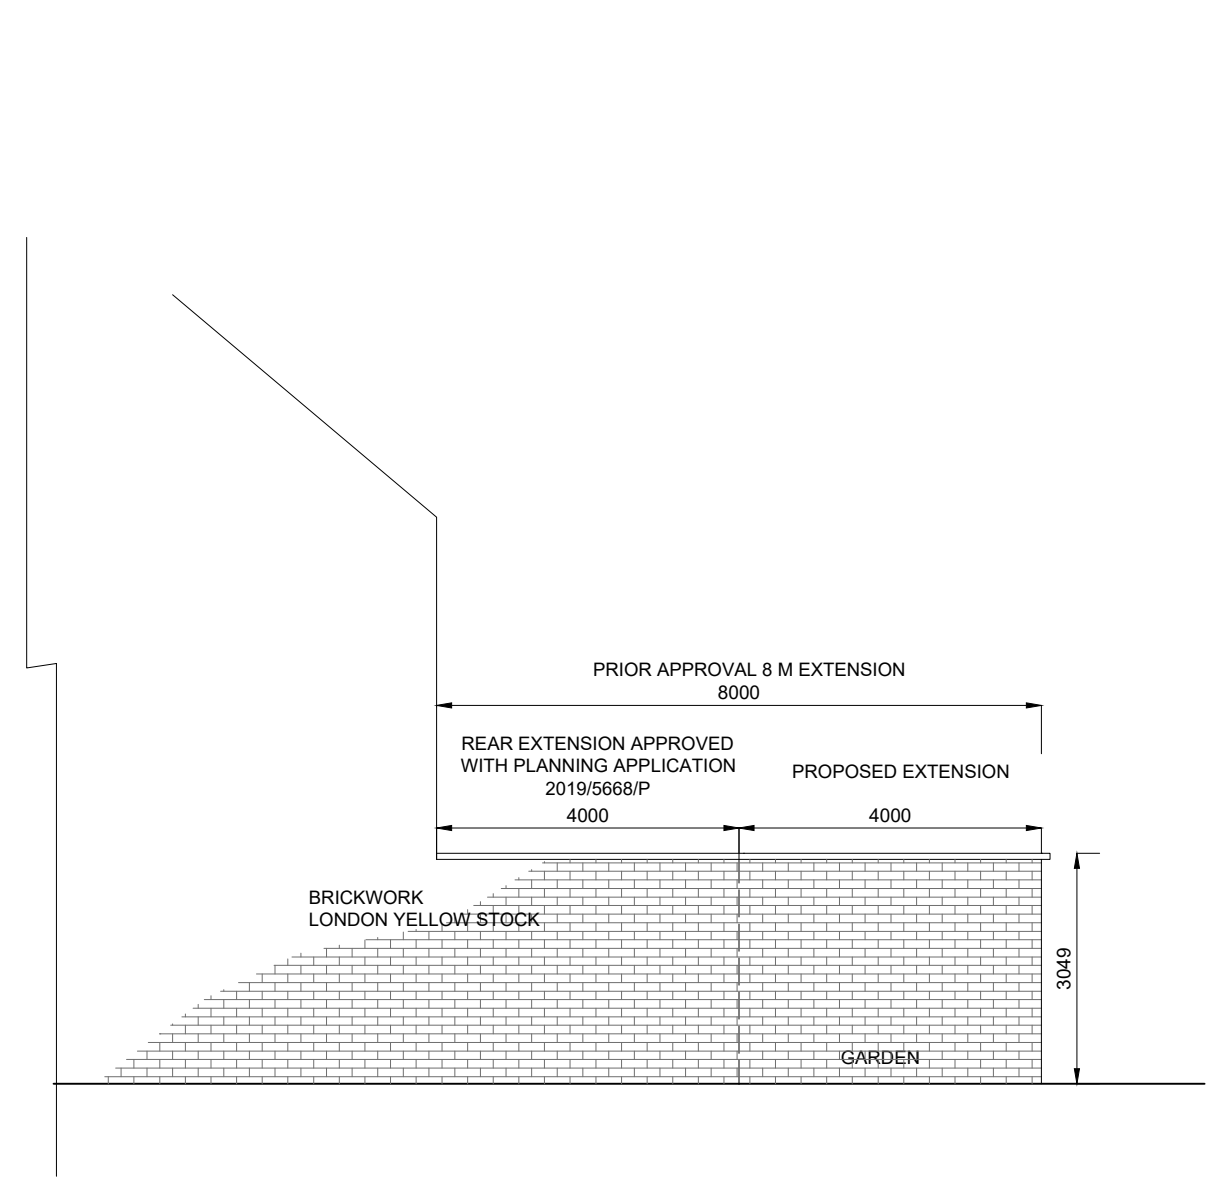 PRIOR APPROVAL 8 M EXTENSION
8000
REAR EXTENSION APPROVED
WITH PLANNING APPLICATION
2019/5668/P
4000
PROPOSED EXTENSION
4000
BRICKWORK
LONDON YELLOW STOCK
3049
GARDEN